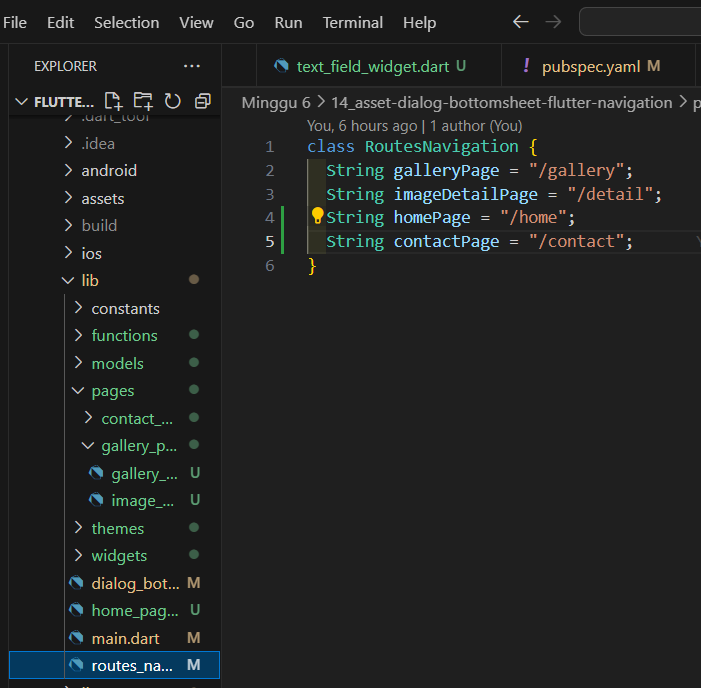 File Edit Selection View Go Run Terminal Help
EXPLORER ...
text_field_widget.dart U
! pubspec.yaml M
FLUTTE...
Minggu 6 > 14_asset-dialog-bottomsheet-flutter-navigation > p
.dart_tool
.idea
android
assets
build
ios
lib
constants
functions
models
pages
contact_...
gallery_p...
gallery_... U
image_... U
themes
widgets
dialog_bot... M
home_pag... U
main.dart M
routes_na... M
You, 6 hours ago | 1 author (You)
1 class RoutesNavigation {
2 String galleryPage = "/gallery";
3 String imageDetailPage = "/detail";
4 String homePage = "/home";
5 String contactPage = "/contact";
6 }